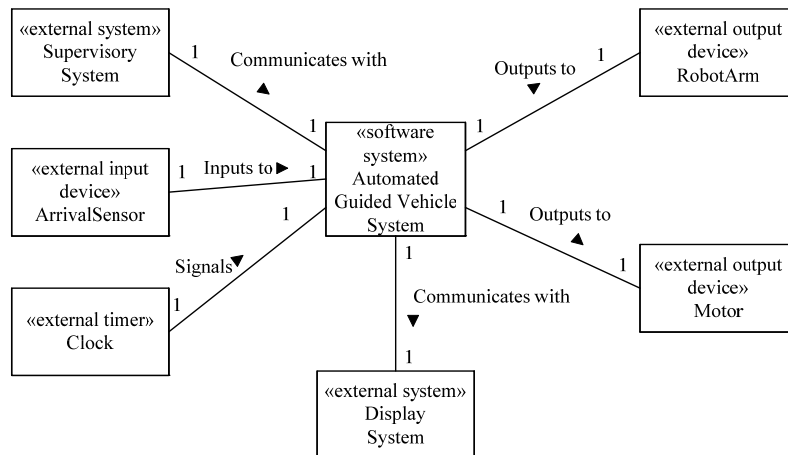 «external system»
Supervisory
System
1
Communicates with
1
«external output
device»
RobotArm
1
Outputs to
1
«external input
device»
ArrivalSensor
1
Inputs to
1
«software
system»
Automated
Guided Vehicle
System
«external timer»
Clock
1
Signals
1
1
Outputs to
1
«external output
device»
Motor
1
Communicates with
1
«external system»
Display
System